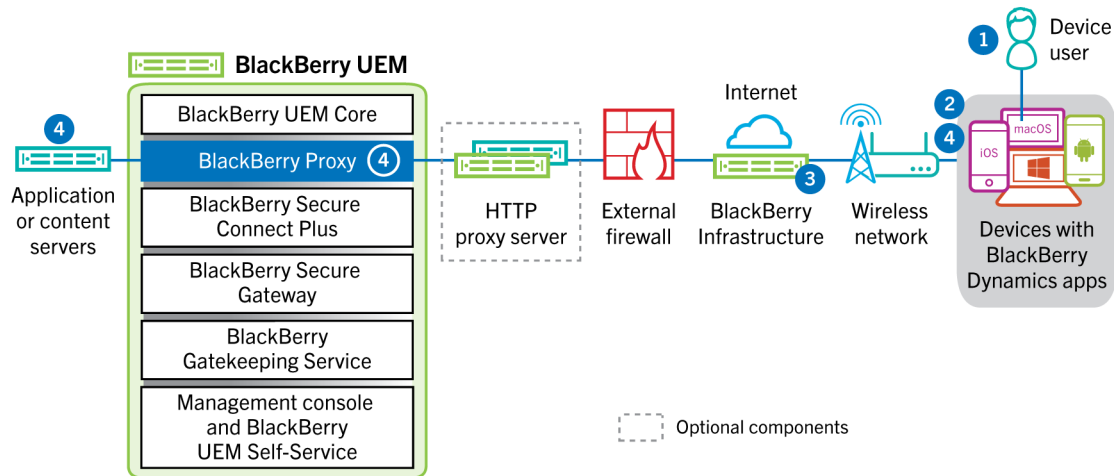 1
Device
user
BlackBerry UEM
BlackBerry UEM Core
4
BlackBerry Proxy
4
Application
or content
servers
BlackBerry Secure
Connect Plus
BlackBerry Secure
Gateway
BlackBerry
Gatekeeping Service
Management console
and BlackBerry
UEM Self-Service
HTTP
proxy server
External
firewall
Internet
3
BlackBerry
Infrastructure
Wireless
network
2
4
macOS
iOS
Devices with
BlackBerry
Dynamics apps
Optional components